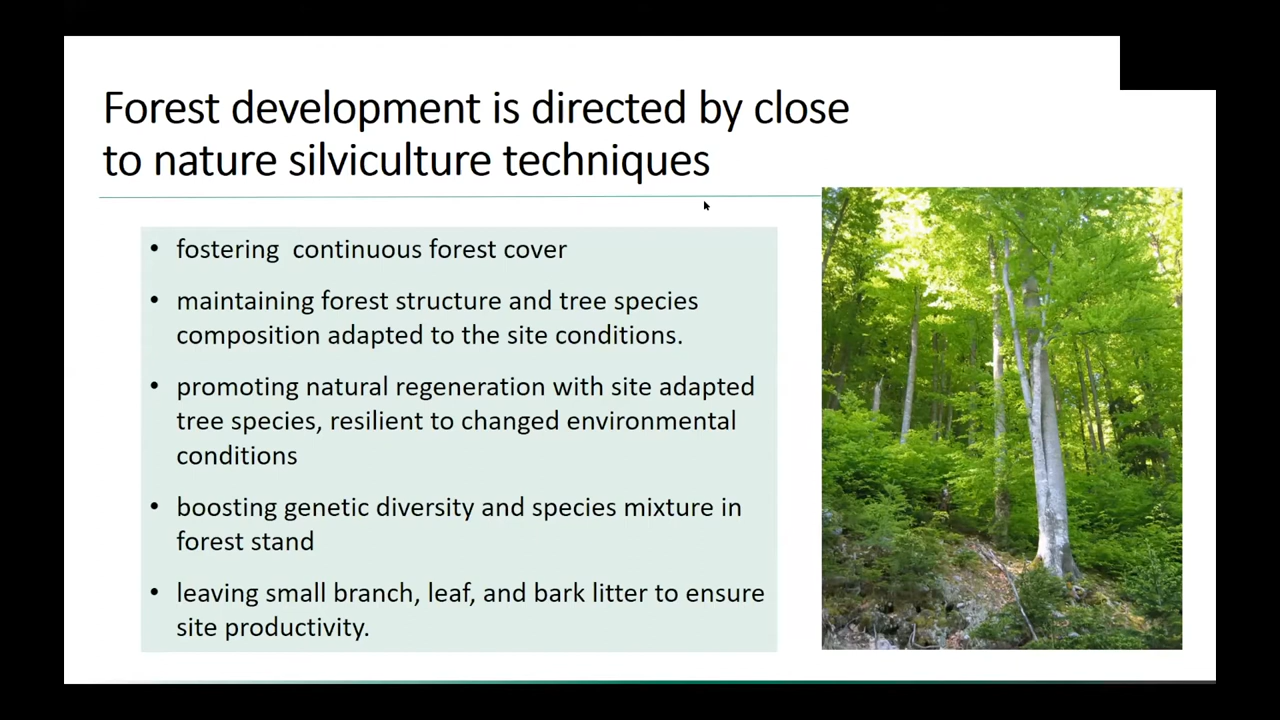 Forest development is directed by close
to nature silviculture techniques
• fostering  continuous forest cover
• maintaining forest structure and tree species
composition adapted to the site conditions.
• promoting natural regeneration with site adapted
tree species, resilient to changed environmental
conditions
• boosting genetic diversity and species mixture in
forest stand
• leaving small branch, leaf, and bark litter to ensure
site productivity.